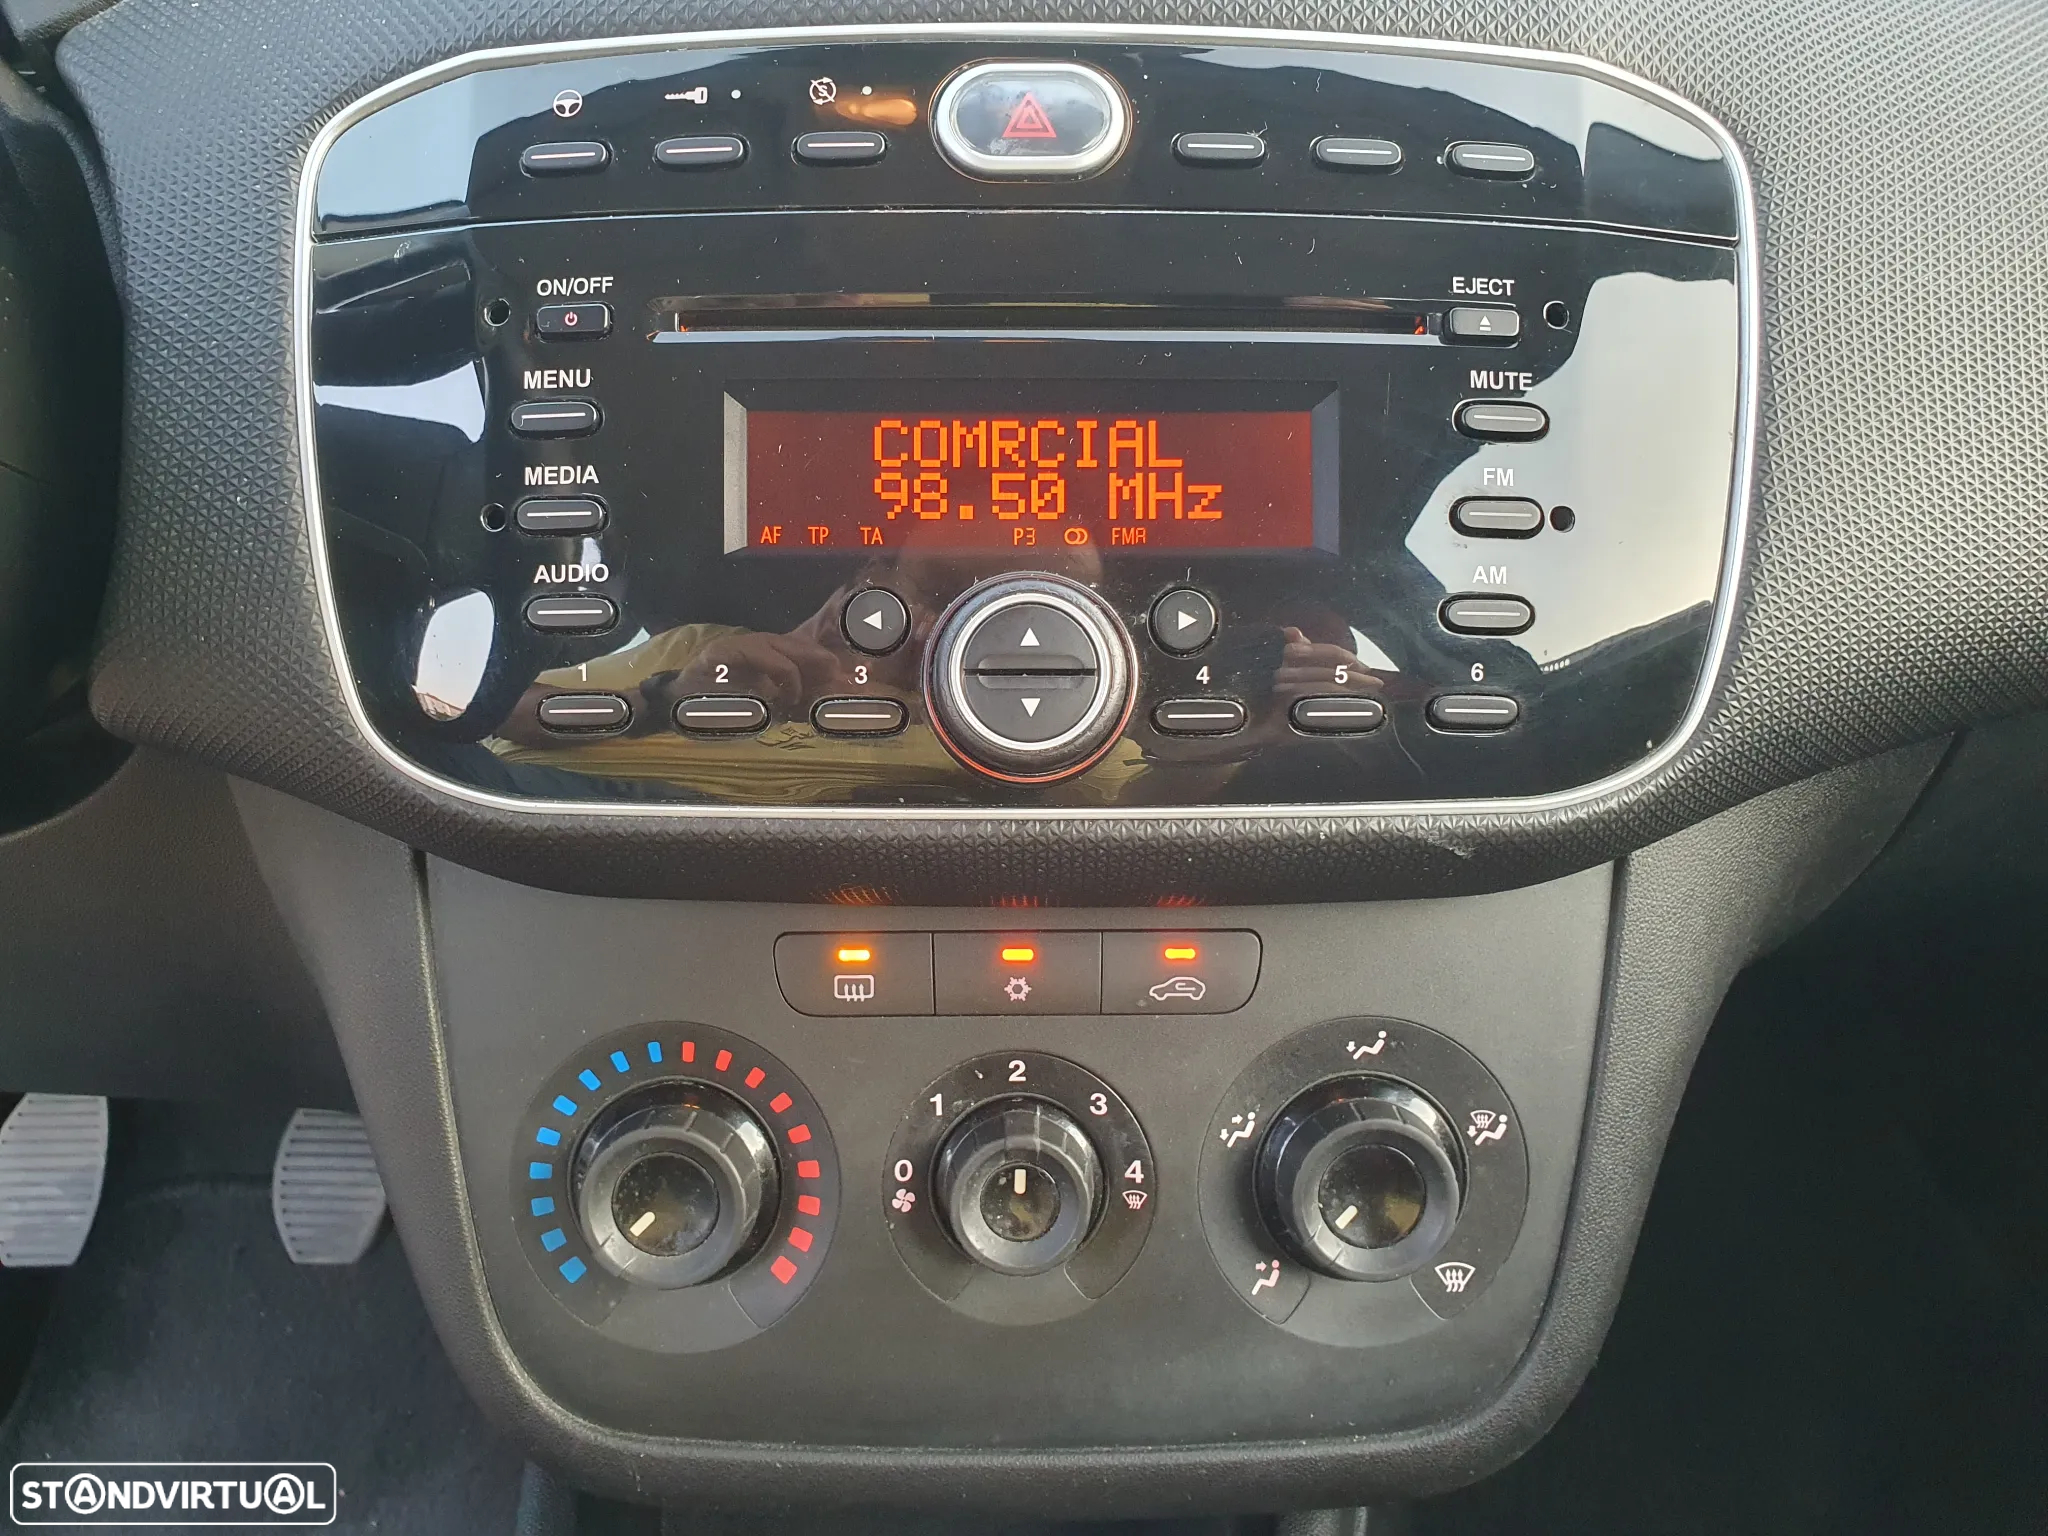 ON/OFF
EJECT
MENU
MUTE
COMRCIAL
98.50 MHz
AF TP TA P3 FMA
MEDIA
FM
AUDIO
AM
1 2 3 4 5 6
0 1 2 3 4
STANDVIRTUAL